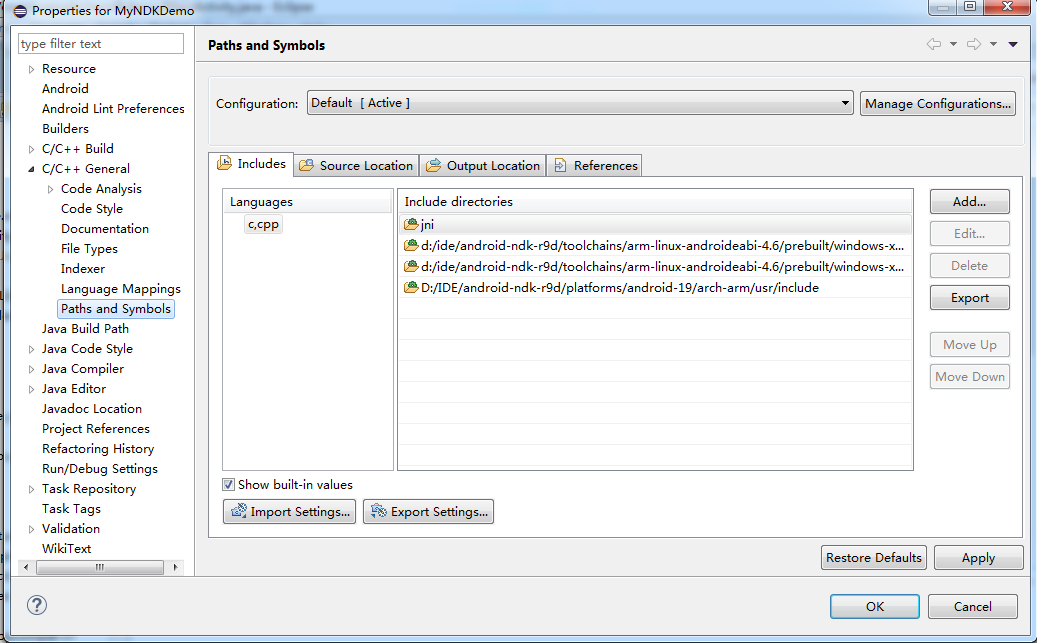 Properties for MyNDKDemo
type filter text
Resource
Android
Android Lint Preferences
Builders
C/C++ Build
C/C++ General
Code Analysis
Code Style
Documentation
File Types
Indexer
Language Mappings
Paths and Symbols
Java Build Path
Java Code Style
Java Compiler
Java Editor
Javadoc Location
Project References
Refactoring History
Run/Debug Settings
Task Repository
Task Tags
Validation
WikiText
Paths and Symbols
Configuration: Default [ Active ] Manage Configurations...
Includes Source Location Output Location References
Languages Include directories
c,cpp
jni
d:/ide/android-ndk-r9d/toolchains/arm-linux-androideabi-4.6/prebuilt/windows-x...
d:/ide/android-ndk-r9d/toolchains/arm-linux-androideabi-4.6/prebuilt/windows-x...
D:/IDE/android-ndk-r9d/platforms/android-19/arch-arm/usr/include
Add...
Edit...
Delete
Export
Move Up
Move Down
Show built-in values
Import Settings... Export Settings...
Restore Defaults Apply
OK Cancel